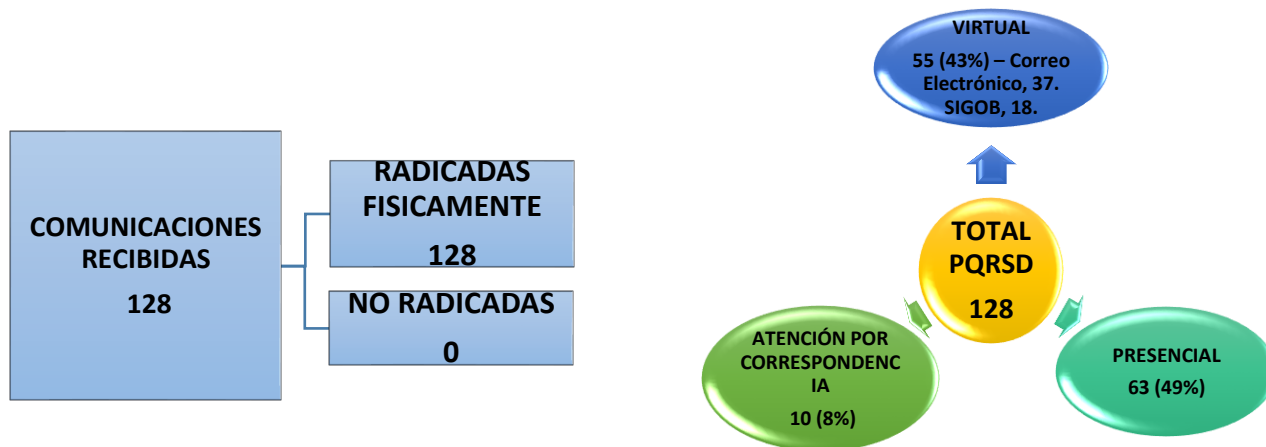 COMUNICACIONES
RECIBIDAS
128
RADICADAS
FISICAMENTE
128
NO RADICADAS
0
VIRTUAL
55 (43%) – Correo
Electrónico, 37.
SIGOB, 18.
TOTAL
PQRSD
128
ATENCIÓN POR
CORRESPONDENC
IA
10 (8%)
PRESENCIAL
63 (49%)